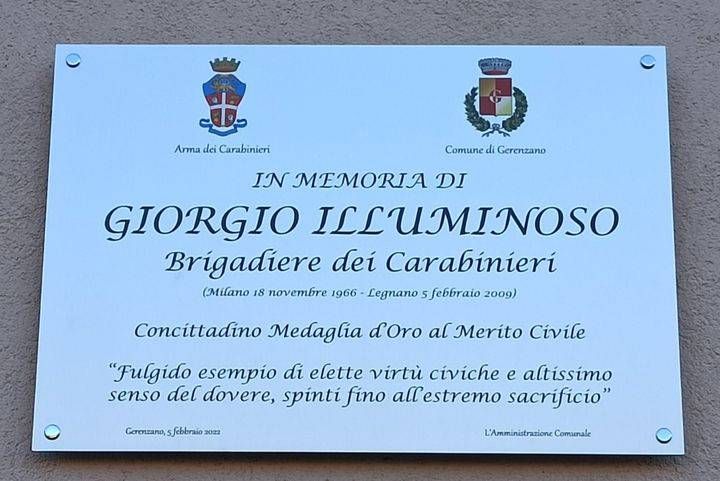 Arma dei Carabinieri
Comune di Gerenzano
IN MEMORIA DI
GIORGIO ILLUMINOSO
Brigadiere dei Carabinieri
(Milano 18 novembre 1966 - Legnano 5 febbraio 2009)
Concittadino Medaglia d'Oro al Merito Civile
"Fulgido esempio di elette virtù civiche e altissimo
senso del dovere, spinti fino all'estremo sacrificio"
Gerenzano, 5 febbraio 2022
L'Amministrazione Comunale